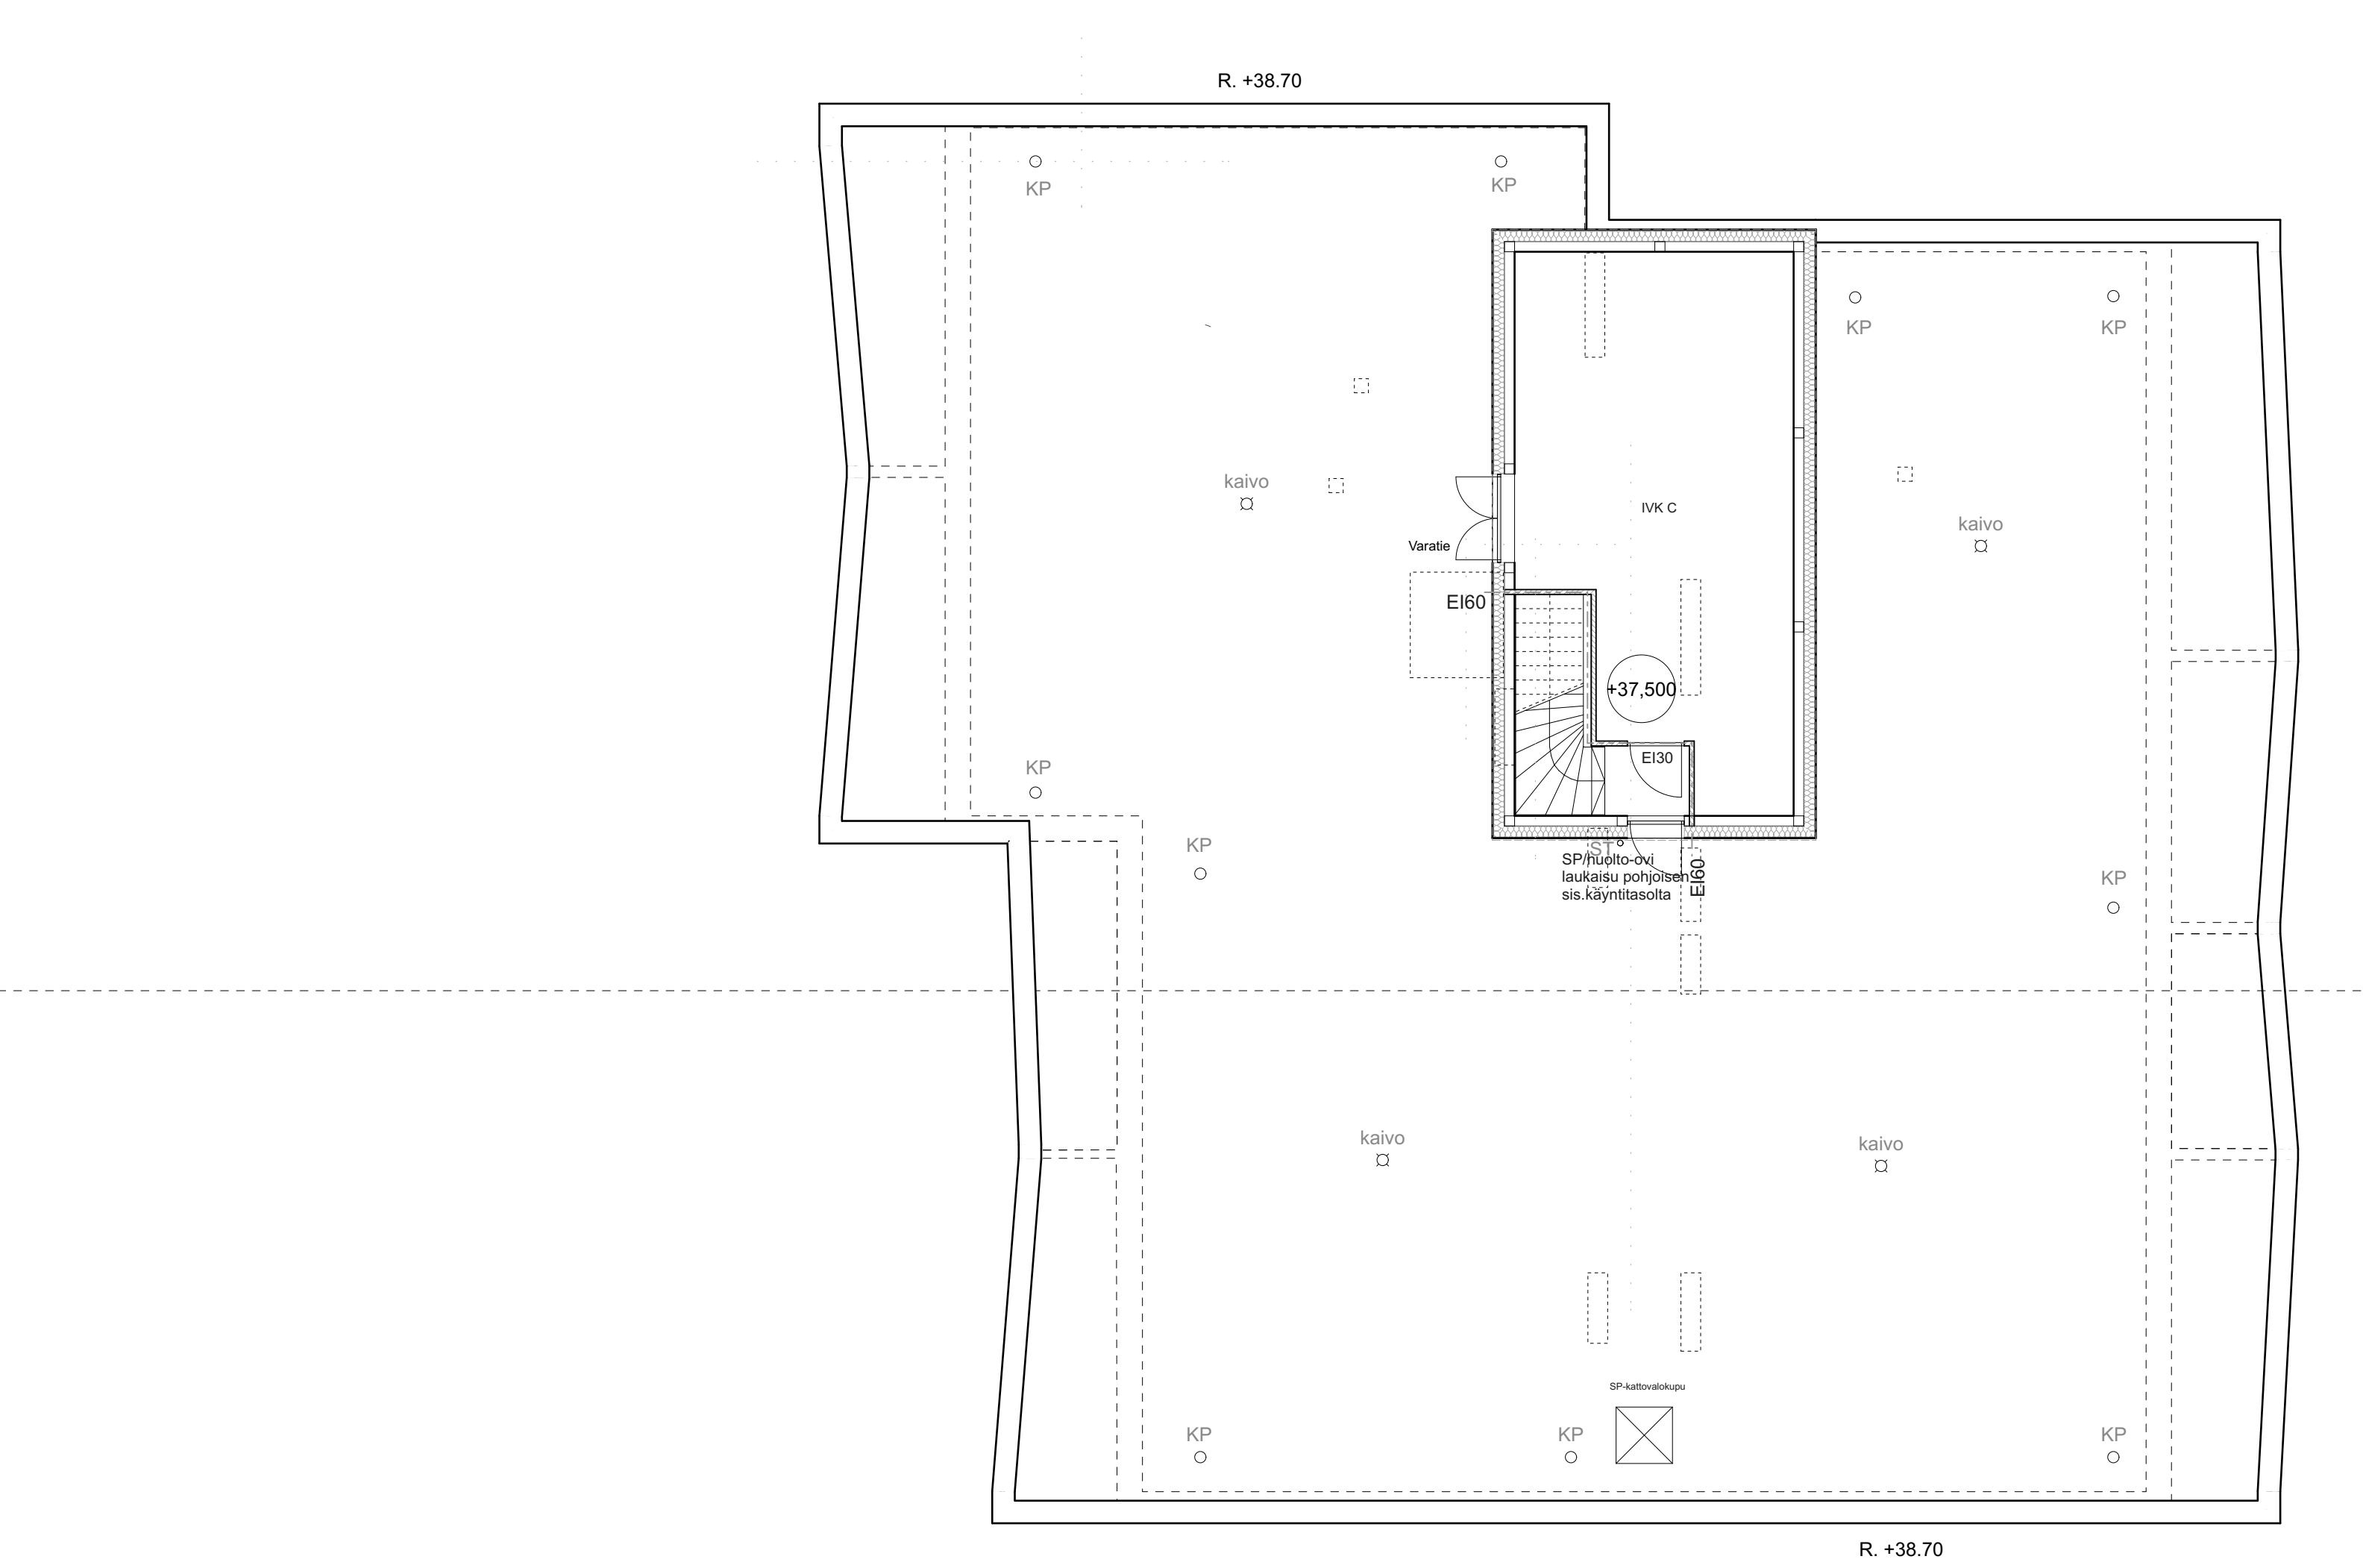 R. +38.70
KP
KP
KP
KP
kaivo
IVK C
kaivo
Varatie
EI60
+37,500
EI30
KP
KP
ST
SP/huolto-ovi
laukaisu pohjoisen
sis.käyntitasolta
EI60
KP
kaivo
kaivo
SP-kattovalokupu
KP
KP
KP
R. +38.70